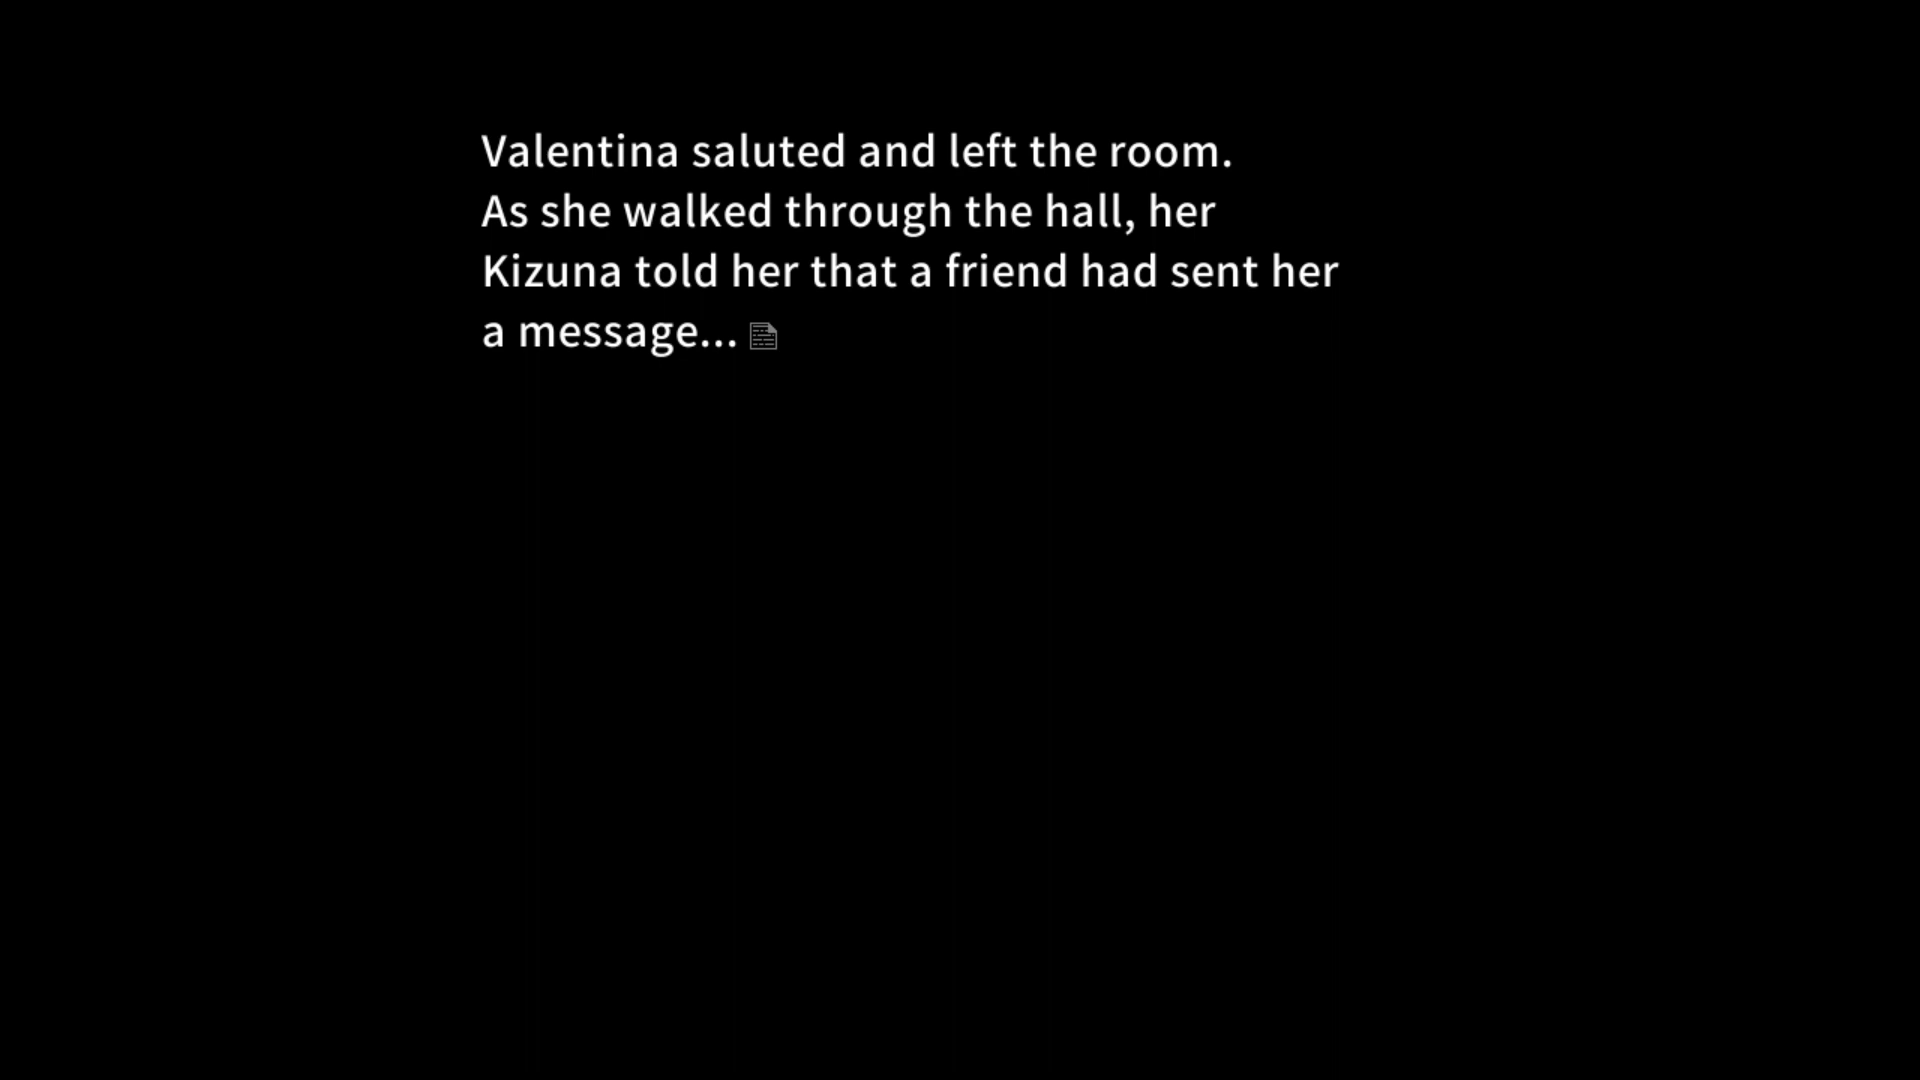 Valentina saluted and left the room.
As she walked through the hall, her
Kizuna told her that a friend had sent her
a message...